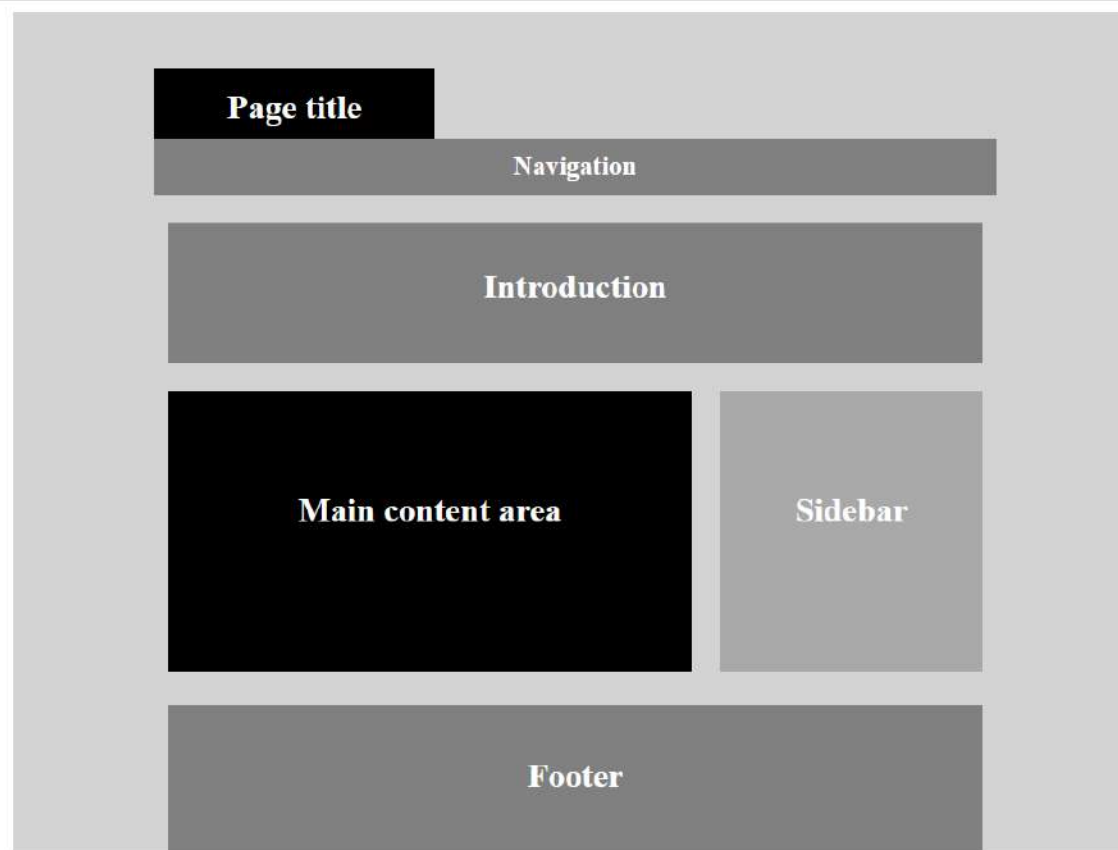 Page title
Navigation
Introduction
Main content area
Sidebar
Footer